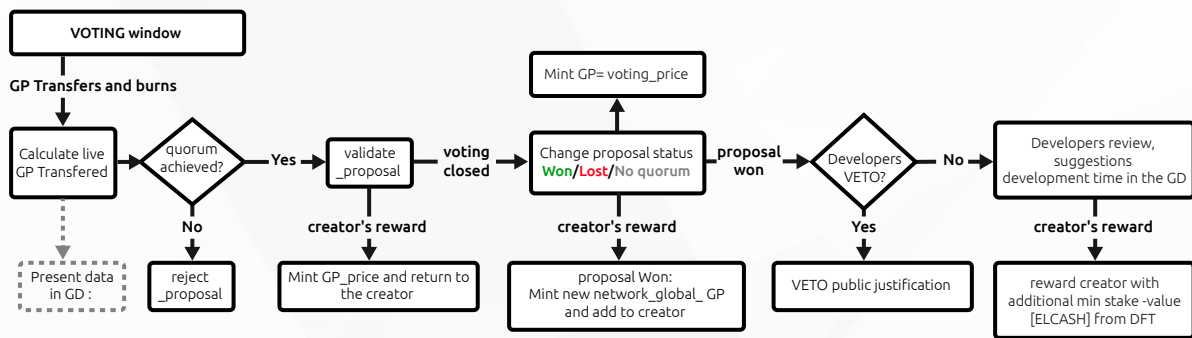 VOTING window
GP Transfers and burns
Calculate live
GP Transfered
Present data
in GD :
quorum
achieved?
No
reject
_proposal
Yes
validate
_proposal
creator's reward
Mint GP_price and return to
the creator
voting
closed
Mint GP= voting_price
Change proposal status
Won/Lost/No quorum
creator's reward
proposal Won:
Mint new network_global_ GP
and add to creator
proposal
won
Developers
VETO?
Yes
VETO public justification
No
Developers review,
suggestions
development time in the GD
creator's reward
reward creator with
additional min stake -value
[ELCASH] from DFT